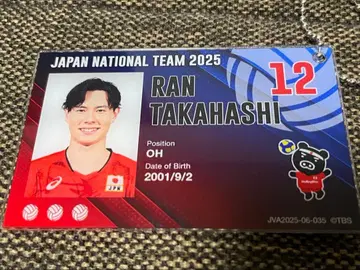 JAPAN NATIONAL TEAM 2025
12
RAN
TAKAHASHI
Position
OH
Date of Birth
2001/9/2
JPN
JVA2025-06-035 ©TBS